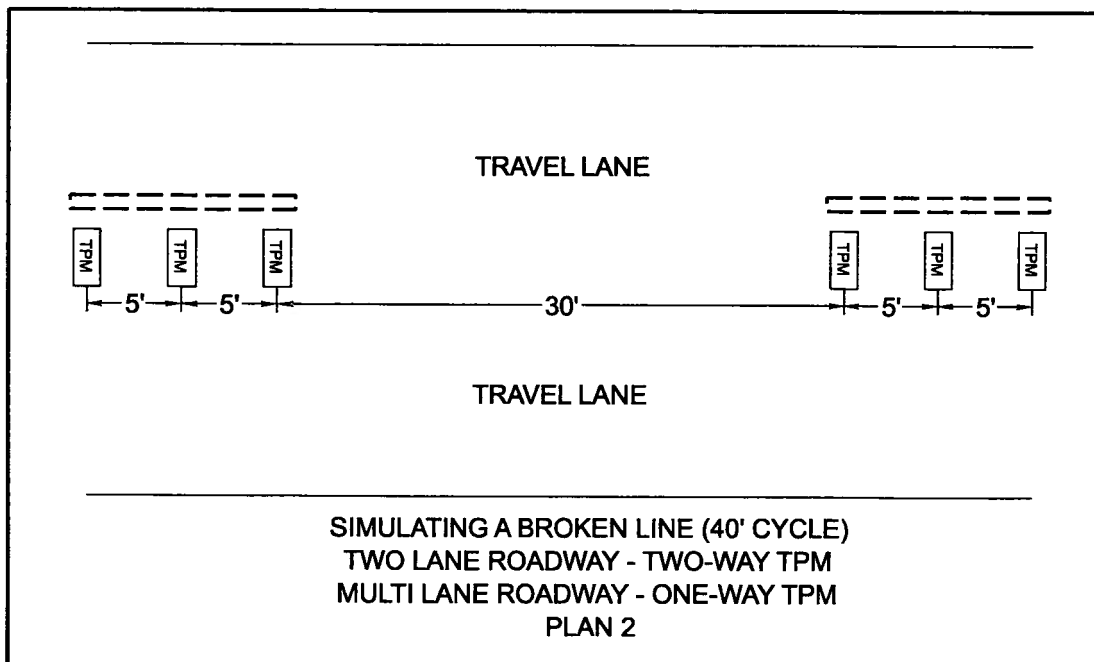 TRAVEL LANE
TPM TPM TPM TPM TPM TPM
5' 5' 30' 5' 5'
TRAVEL LANE
SIMULATING A BROKEN LINE (40' CYCLE)
TWO LANE ROADWAY - TWO-WAY TPM
MULTI LANE ROADWAY - ONE-WAY TPM
PLAN 2